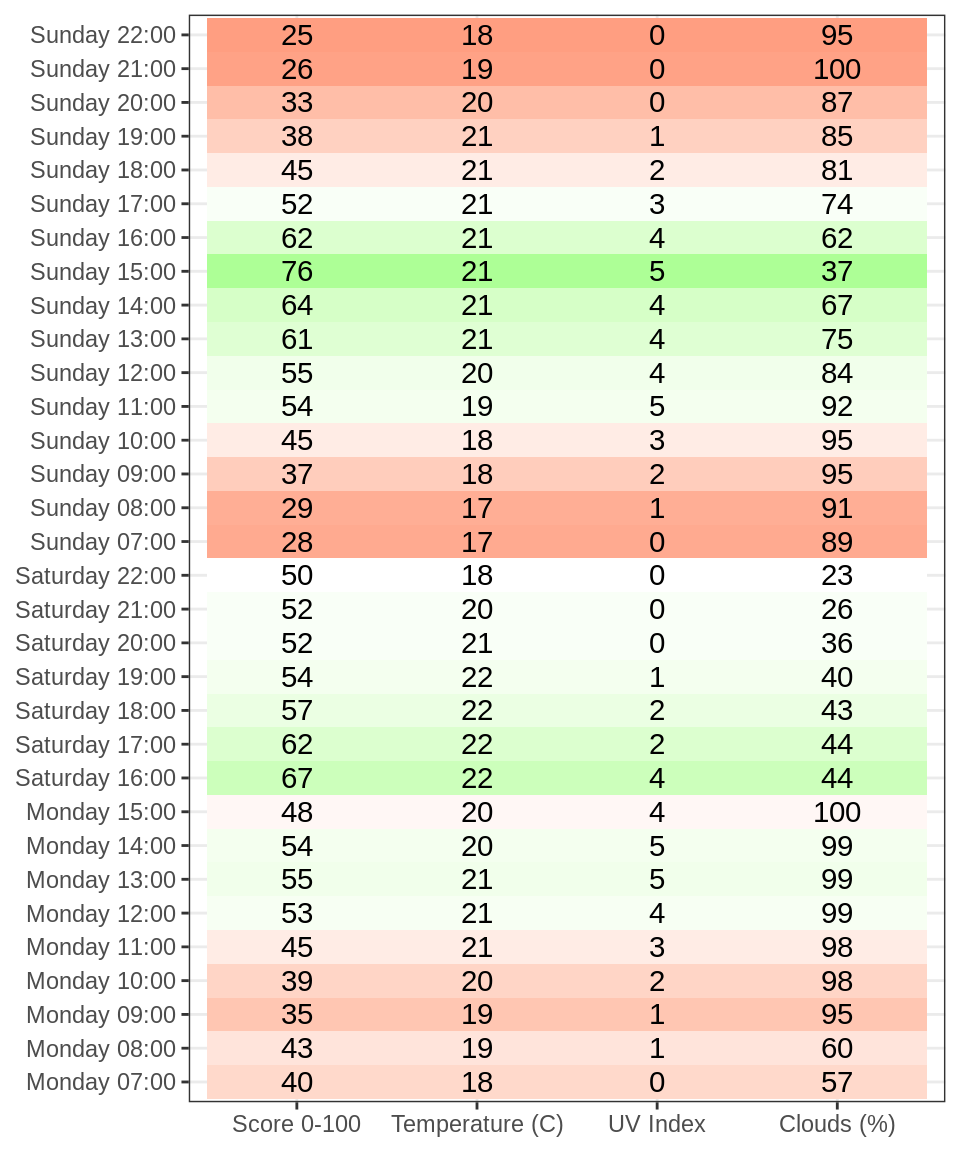 Sunday 22:00 25 18 0 95
Sunday 21:00 26 19 0 100
Sunday 20:00 33 20 0 87
Sunday 19:00 38 21 1 85
Sunday 18:00 45 21 2 81
Sunday 17:00 52 21 3 74
Sunday 16:00 62 21 4 62
Sunday 15:00 76 21 5 37
Sunday 14:00 64 21 4 67
Sunday 13:00 61 21 4 75
Sunday 12:00 55 20 4 84
Sunday 11:00 54 19 5 92
Sunday 10:00 45 18 3 95
Sunday 09:00 37 18 2 95
Sunday 08:00 29 17 1 91
Sunday 07:00 28 17 0 89
Saturday 22:00 50 18 0 23
Saturday 21:00 52 20 0 26
Saturday 20:00 52 21 0 36
Saturday 19:00 54 22 1 40
Saturday 18:00 57 22 2 43
Saturday 17:00 62 22 2 44
Saturday 16:00 67 22 4 44
Monday 15:00 48 20 4 100
Monday 14:00 54 20 5 99
Monday 13:00 55 21 5 99
Monday 12:00 53 21 4 99
Monday 11:00 45 21 3 98
Monday 10:00 39 20 2 98
Monday 09:00 35 19 1 95
Monday 08:00 43 19 1 60
Monday 07:00 40 18 0 57
Score 0-100 Temperature (C) UV Index Clouds (%)